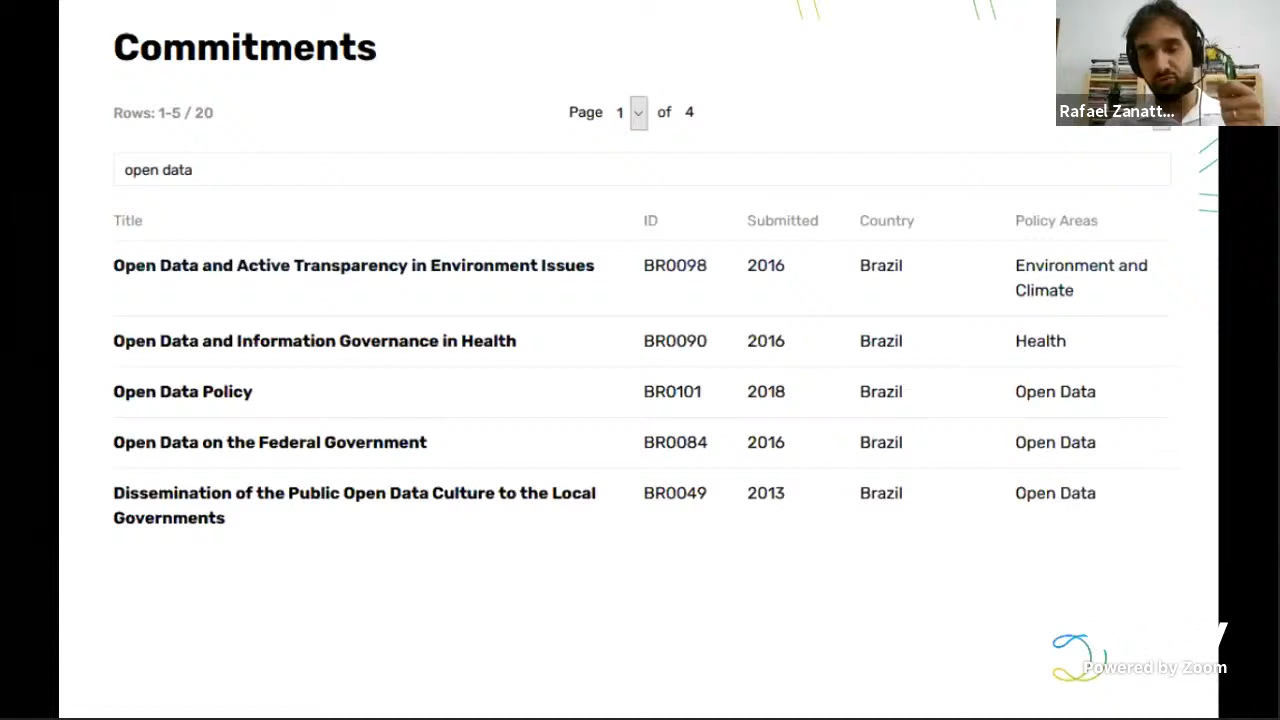 Commitments
Rafael Zanatt...
Rows: 1-5 / 20
Page 1 of 4
open data
Title ID Submitted Country Policy Areas
Open Data and Active Transparency in Environment Issues BR0098 2016 Brazil Environment and
Climate
Open Data and Information Governance in Health BR0090 2016 Brazil Health
Open Data Policy BR0101 2018 Brazil Open Data
Open Data on the Federal Government BR0084 2016 Brazil Open Data
Dissemination of the Public Open Data Culture to the Local BR0049 2013 Brazil Open Data
Governments
Powered by Zoom